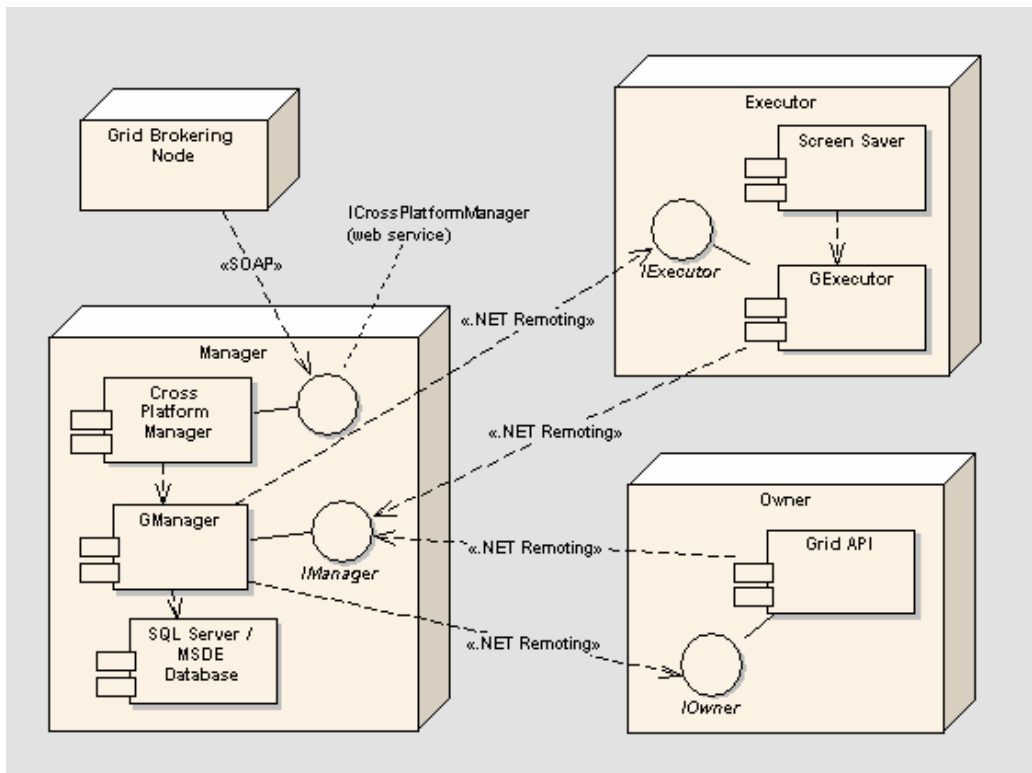 Executor
Grid Brokering
Node
Screen Saver
ICrossPlatformManager
(web service)
«SOAP»
IExecutor
GExecutor
«.NET Remoting»
Manager
Cross
Platform
Manager
«.NET Remoting»
Owner
GManager
Grid API
«.NET Remoting»
IManager
SQL Server /
MSDE
Database
«.NET Remoting»
IOwner